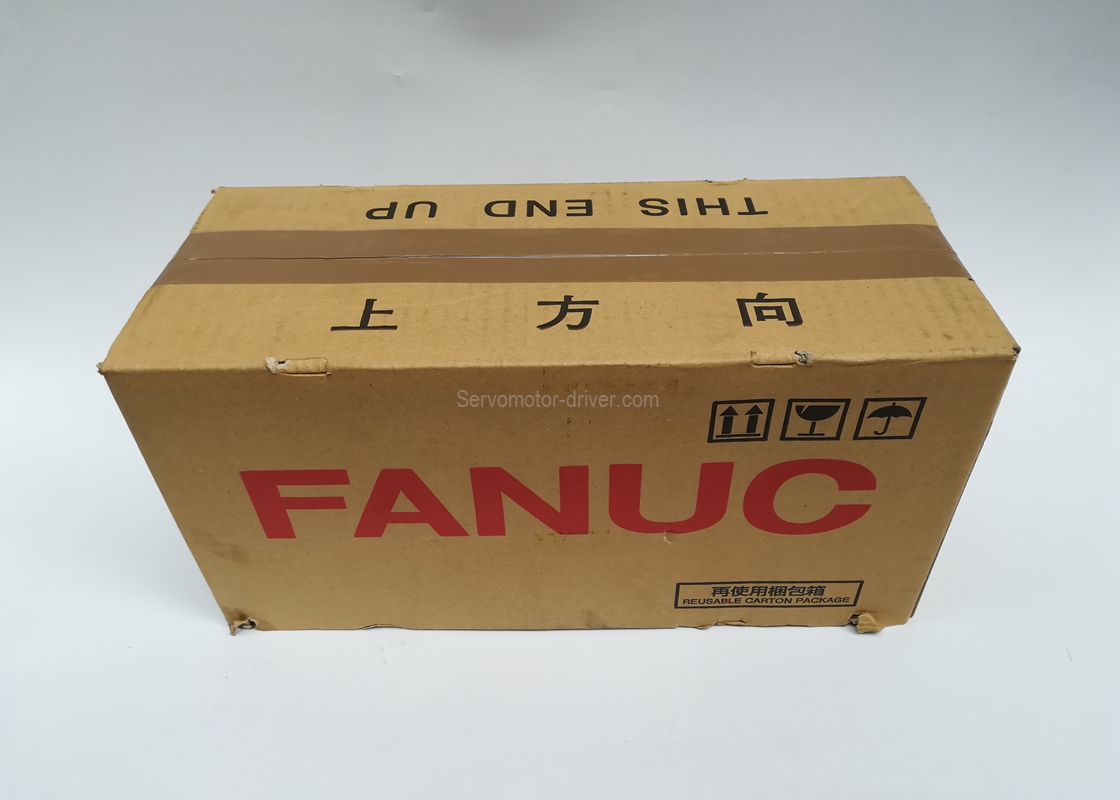 THIS END UP
上 方 向
Servomotor-driver.com
FANUC
再使用梱包箱
REUSABLE CARTON PACKAGE